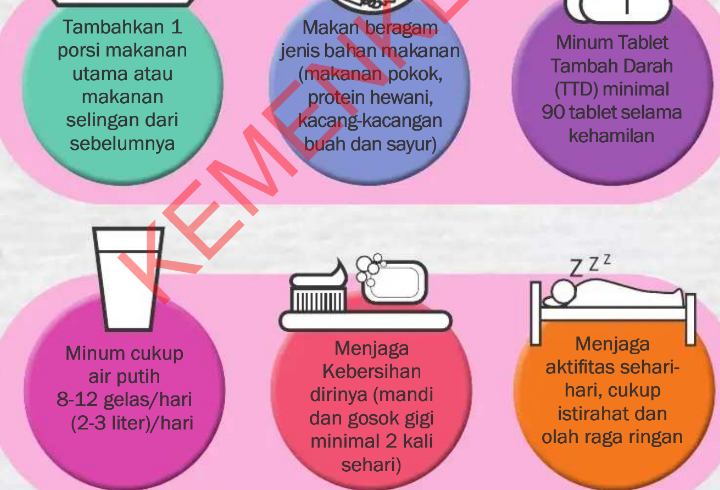 Tambahkan 1
porsi makanan
utama atau
makanan
selingan dari
sebelumnya
Makan beragam
jenis bahan makanan
(makanan pokok,
protein hewani,
kacang-kacangan
buah dan sayur)
Minum Tablet
Tambah Darah
(TTD) minimal
90 tablet selama
kehamilan
Minum cukup
air putih
8-12 gelas/hari
(2-3 liter)/hari
Menjaga
Kebersihan
dirinya (mandi
dan gosok gigi
minimal 2 kali
sehari)
Z Z Z
Menjaga
aktifitas sehari-
hari, cukup
istirahat dan
olah raga ringan